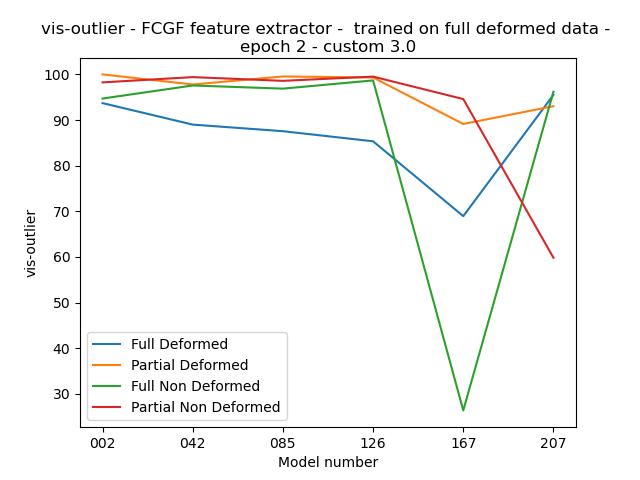 vis-outlier - FCGF feature extractor -  trained on full deformed data -
epoch 2 - custom 3.0
100
90
80
70
60
50
40
30
vis-outlier
Full Deformed
Partial Deformed
Full Non Deformed
Partial Non Deformed
002 042 085 126 167 207
Model number